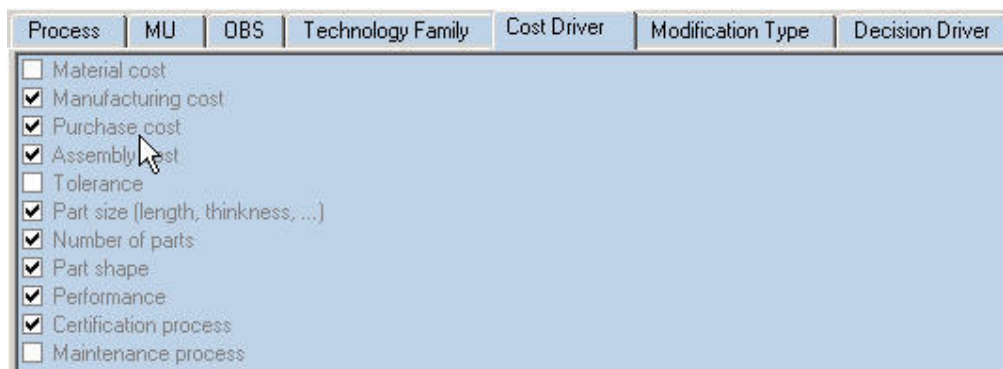 Process MU OBS Technology Family Cost Driver Modification Type Decision Driver
Material cost
Manufacturing cost
Purchase cost
Assembly cost
Tolerance
Part size (length, thinkness, ...)
Number of parts
Part shape
Performance
Certification process
Maintenance process